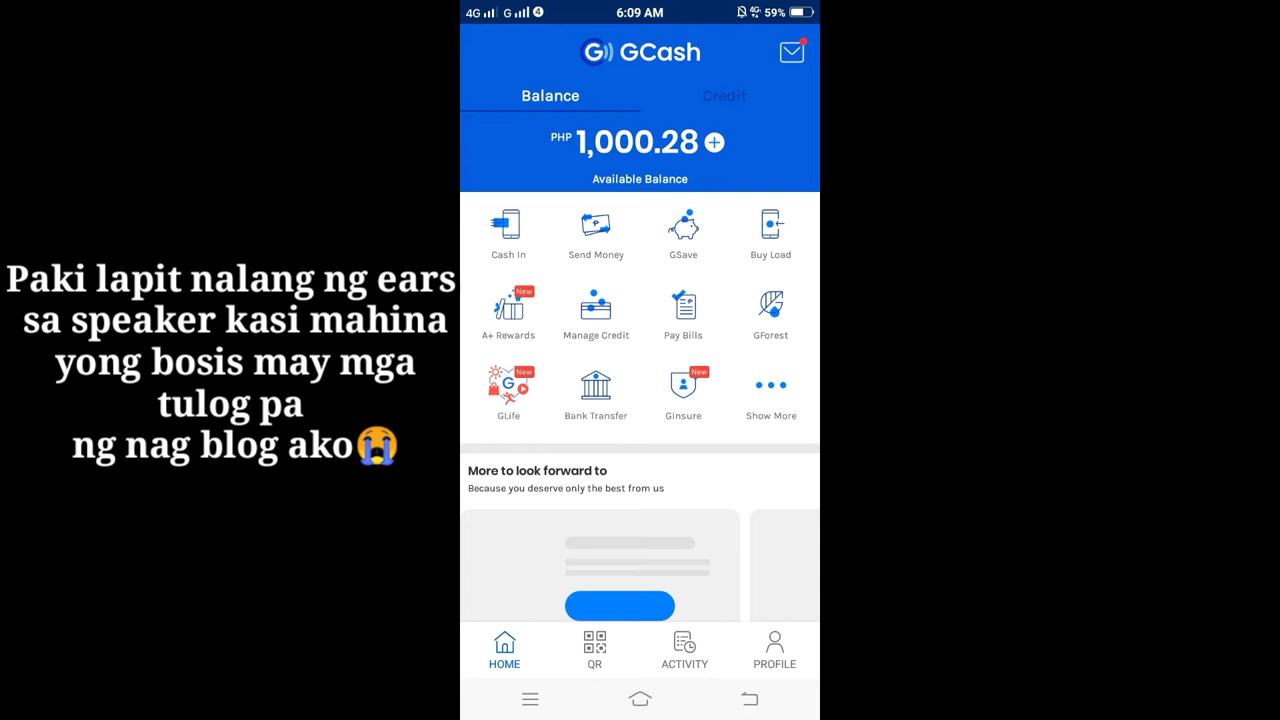 4G G 4 6:09 AM 4G 59%
G GCash
Balance Credit
PHP 1,000.28 +
Available Balance
Cash In Send Money GSave Buy Load
New
A+ Rewards Manage Credit Pay Bills GForest
New New
GLife Bank Transfer GInsure Show More
More to look forward to
Because you deserve only the best from us
HOME QR ACTIVITY PROFILE
Paki lapit nalang ng ears
sa speaker kasi mahina
yong bosis may mga
tulog pa
ng nag blog ako😭